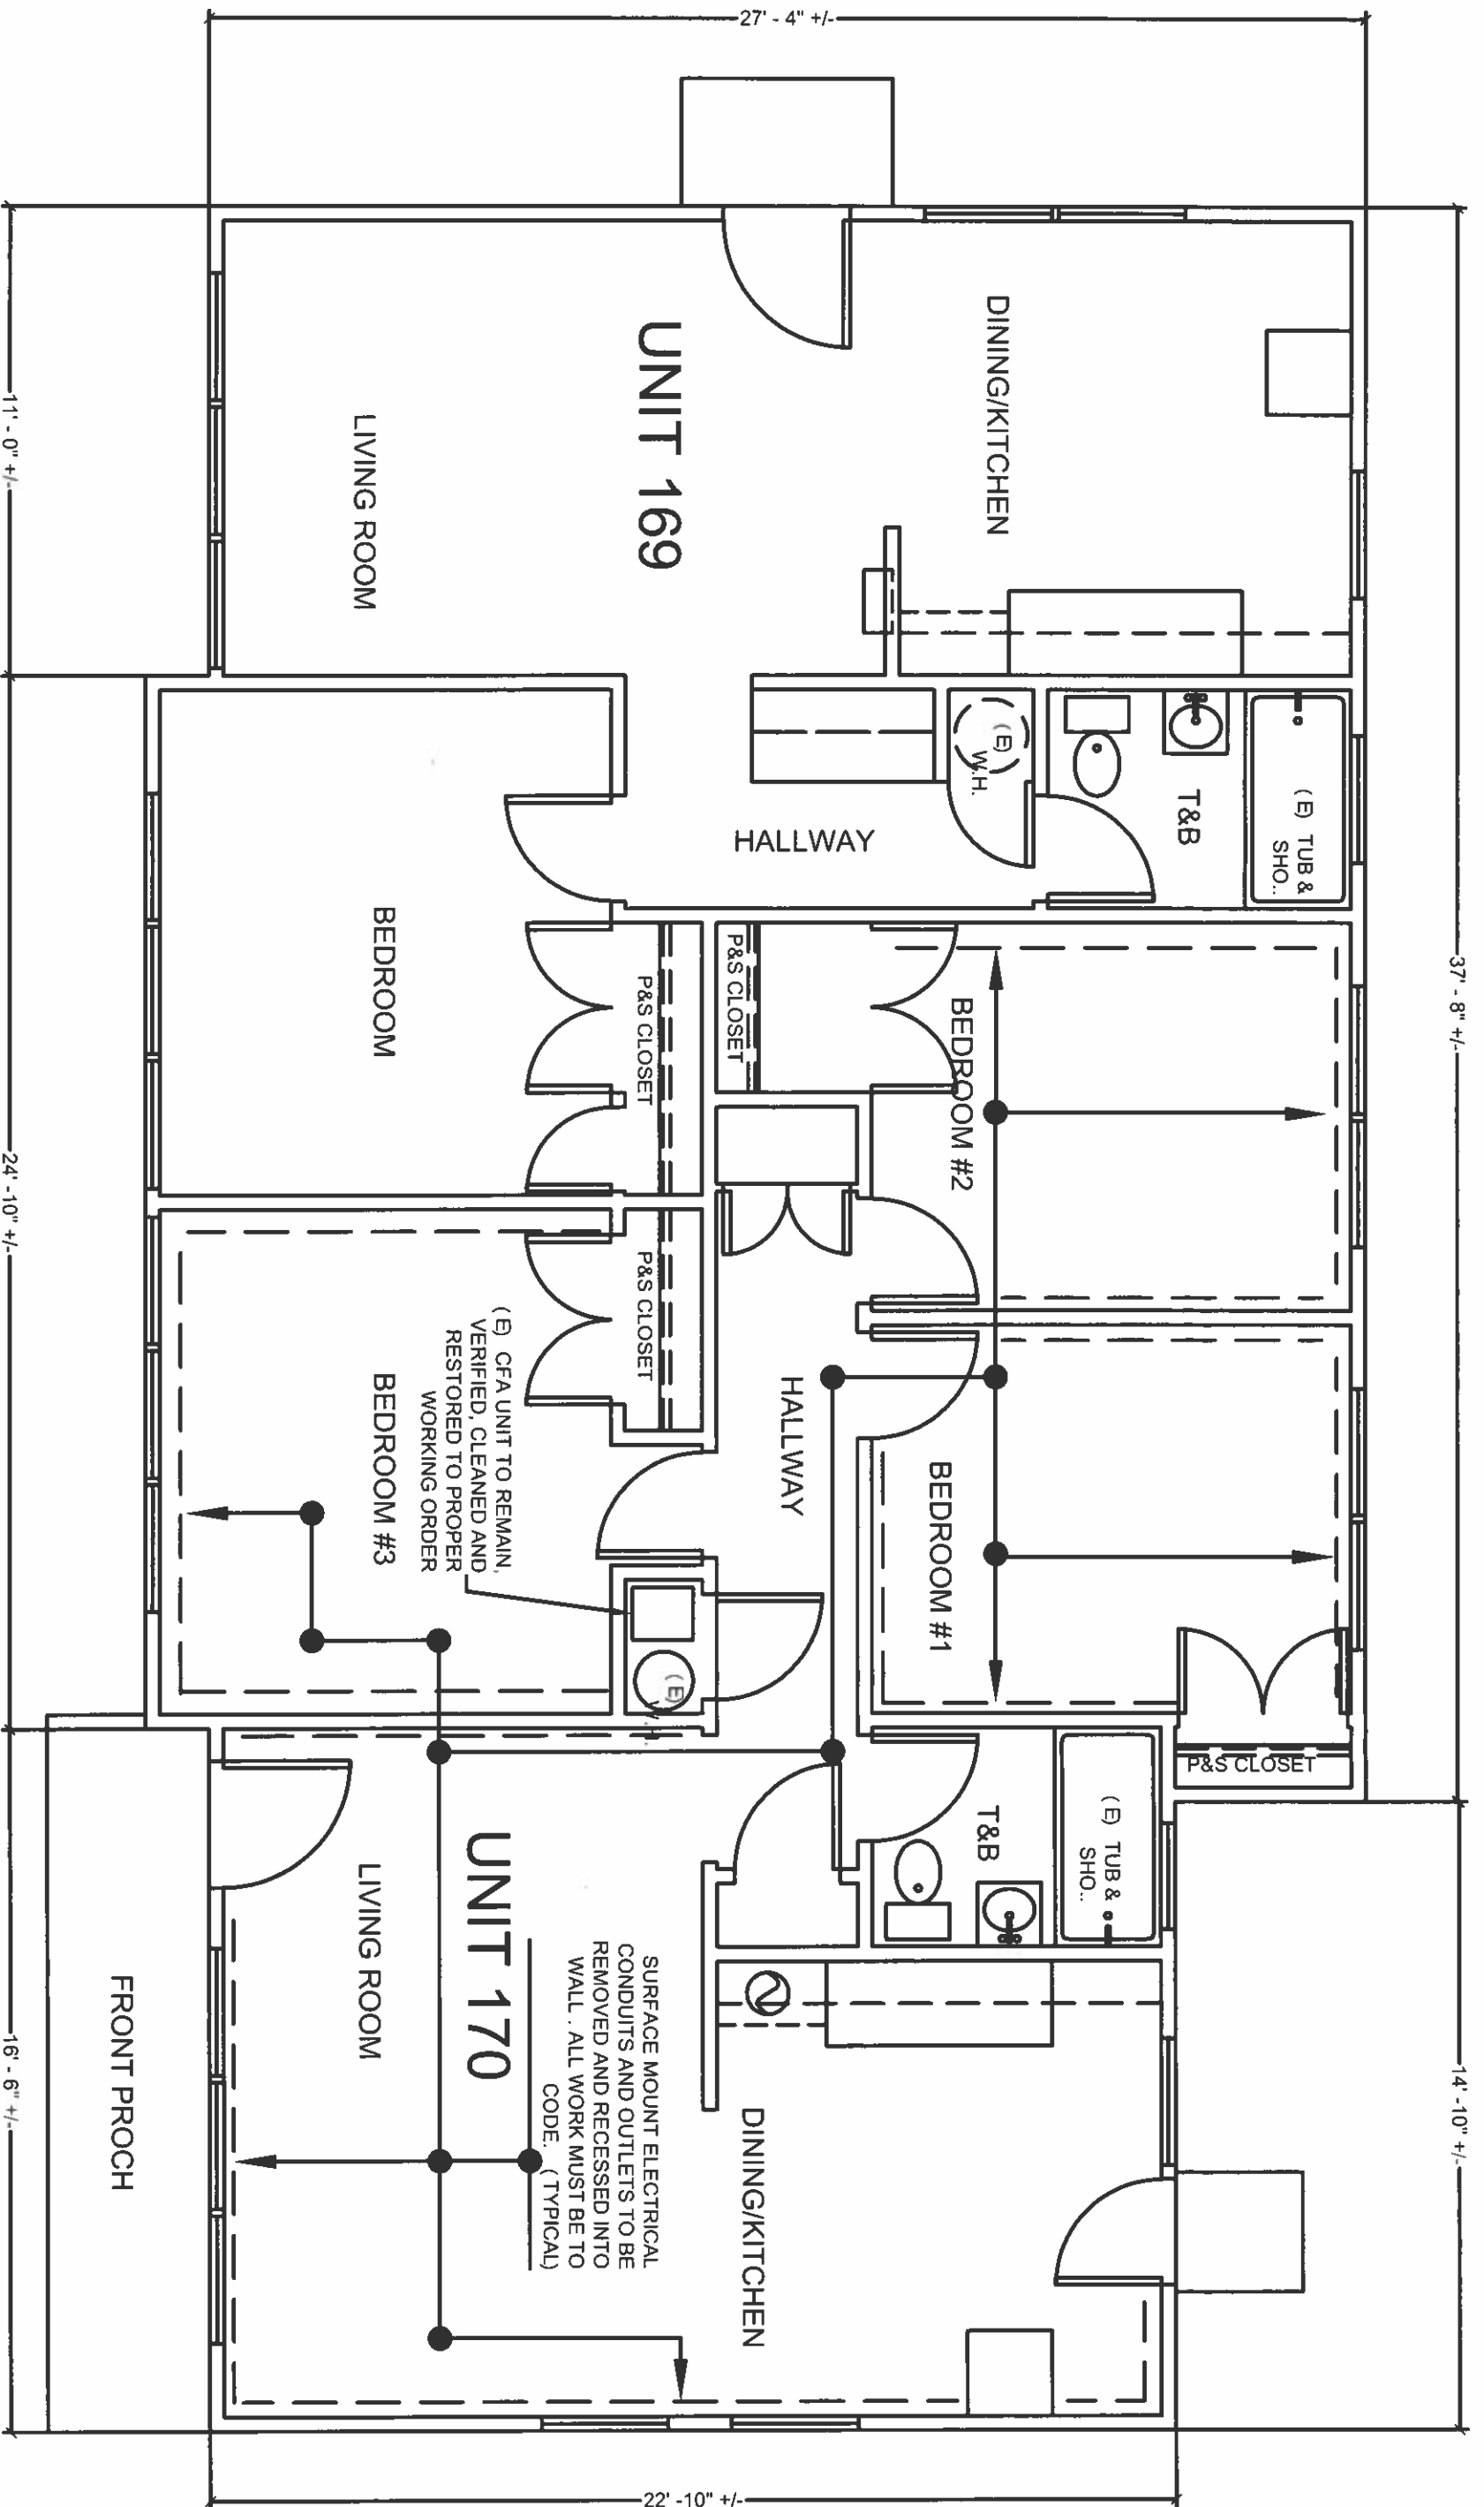 27' - 4" +/-
37' - 8" +/-
14' -10" +/-
22' -10" +/-
11' - 0" +/-
24' -10" +/-
16' - 6" +/-
DINING/KITCHEN
UNIT 169
LIVING ROOM
(E) TUB &
SHO..
T&B
(E)
W.H.
HALLWAY
BEDROOM
P&S CLOSET
P&S CLOSET
BEDROOM #2
P&S CLOSET
(E) CFA UNIT TO REMAIN,
VERIFIED, CLEANED AND
RESTORED TO PROPER
WORKING ORDER
BEDROOM #3
HALLWAY
BEDROOM #1
P&S CLOSET
(E)
(E) TUB &
SHO..
T&B
UNIT 170
LIVING ROOM
SURFACE MOUNT ELECTRICAL
CONDUITS AND OUTLETS TO BE
REMOVED AND RECESSED INTO
WALL . ALL WORK MUST BE TO
CODE. (TYPICAL)
DINING/KITCHEN
FRONT PROCH